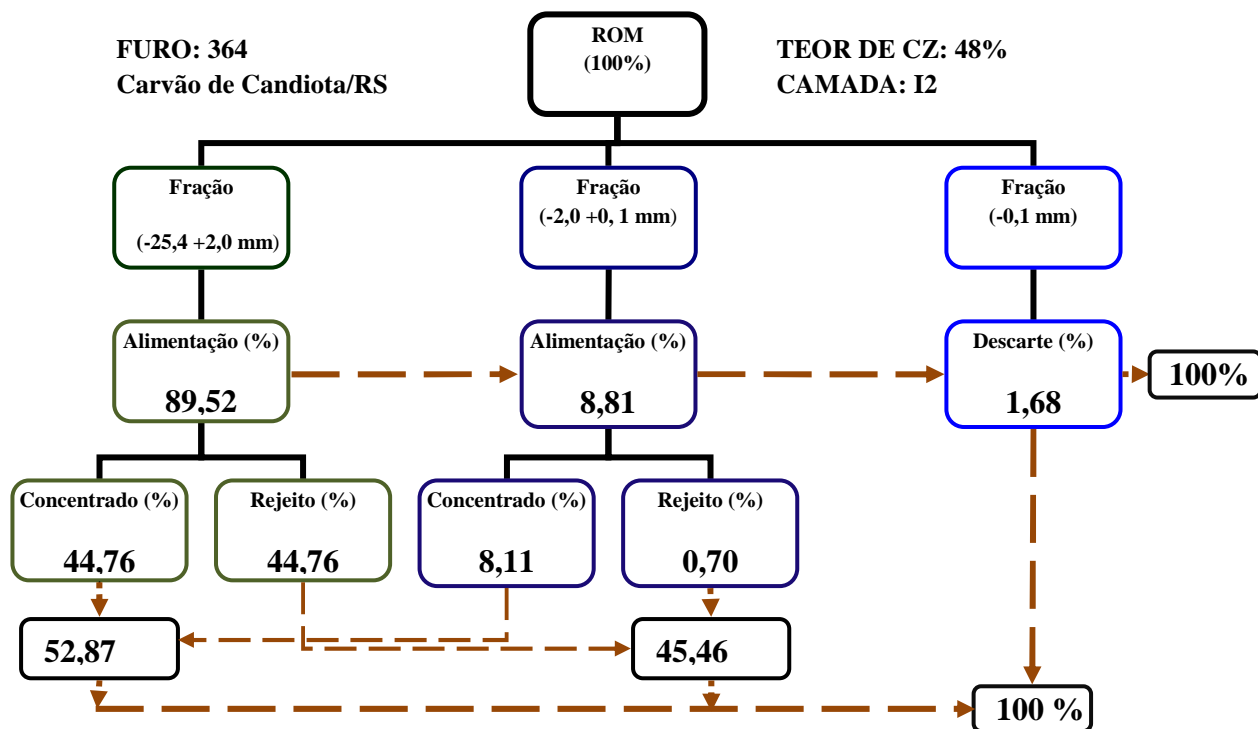 FURO: 364
Carvão de Candiota/RS
ROM
(100%)
TEOR DE CZ: 48%
CAMADA: I2
Fração
(-25,4 +2,0 mm)
Fração
(-2,0 +0, 1 mm)
Fração
(-0,1 mm)
Alimentação (%)
89,52
Alimentação (%)
8,81
Descarte (%)
1,68
100%
Concentrado (%)
44,76
Rejeito (%)
44,76
Concentrado (%)
8,11
Rejeito (%)
0,70
52,87
45,46
100 %